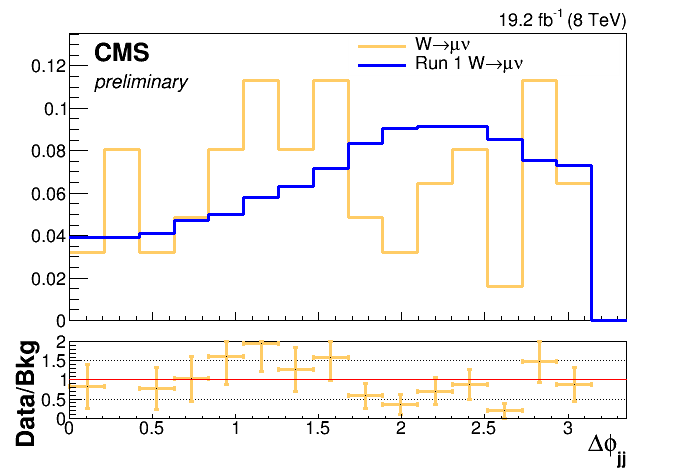 19.2 fb⁻¹ (8 TeV)
CMS
preliminary
W→μν
Run 1 W→μν
0.12
0.1
0.08
0.06
0.04
0.02
0
Data/Bkg
2
1.5
1
0.5
0
0 0.5 1 1.5 2 2.5 3
Δϕjj